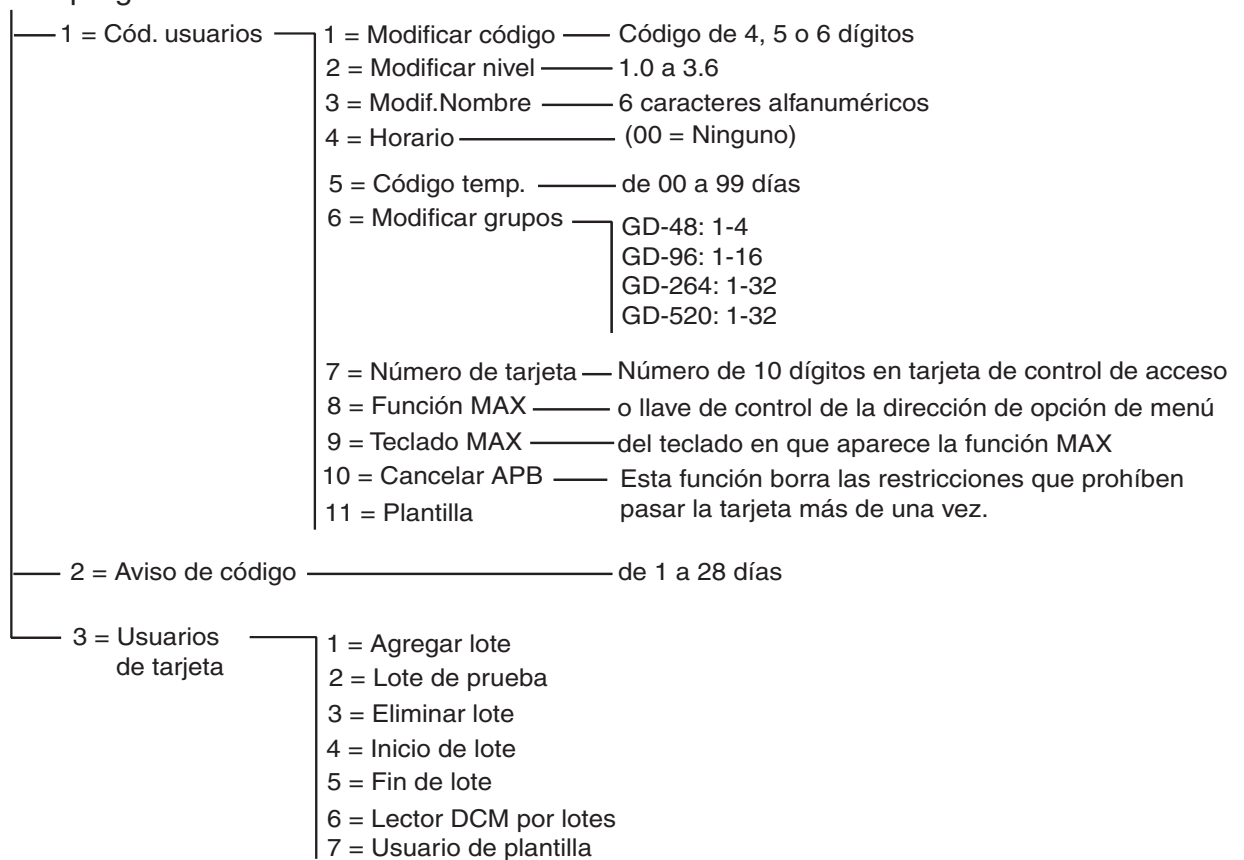 1 = Cód. usuarios
1 = Modificar código
Código de 4, 5 o 6 dígitos
2 = Modificar nivel
1.0 a 3.6
3 = Modif.Nombre
6 caracteres alfanuméricos
4 = Horario
(00 = Ninguno)
5 = Código temp.
de 00 a 99 días
6 = Modificar grupos
GD-48: 1-4
GD-96: 1-16
GD-264: 1-32
GD-520: 1-32
7 = Número de tarjeta
Número de 10 dígitos en tarjeta de control de acceso
8 = Función MAX
o llave de control de la dirección de opción de menú
9 = Teclado MAX
del teclado en que aparece la función MAX
10 = Cancelar APB
Esta función borra las restricciones que prohíben
pasar la tarjeta más de una vez.
11 = Plantilla
2 = Aviso de código
de 1 a 28 días
3 = Usuarios
de tarjeta
1 = Agregar lote
2 = Lote de prueba
3 = Eliminar lote
4 = Inicio de lote
5 = Fin de lote
6 = Lector DCM por lotes
7 = Usuario de plantilla